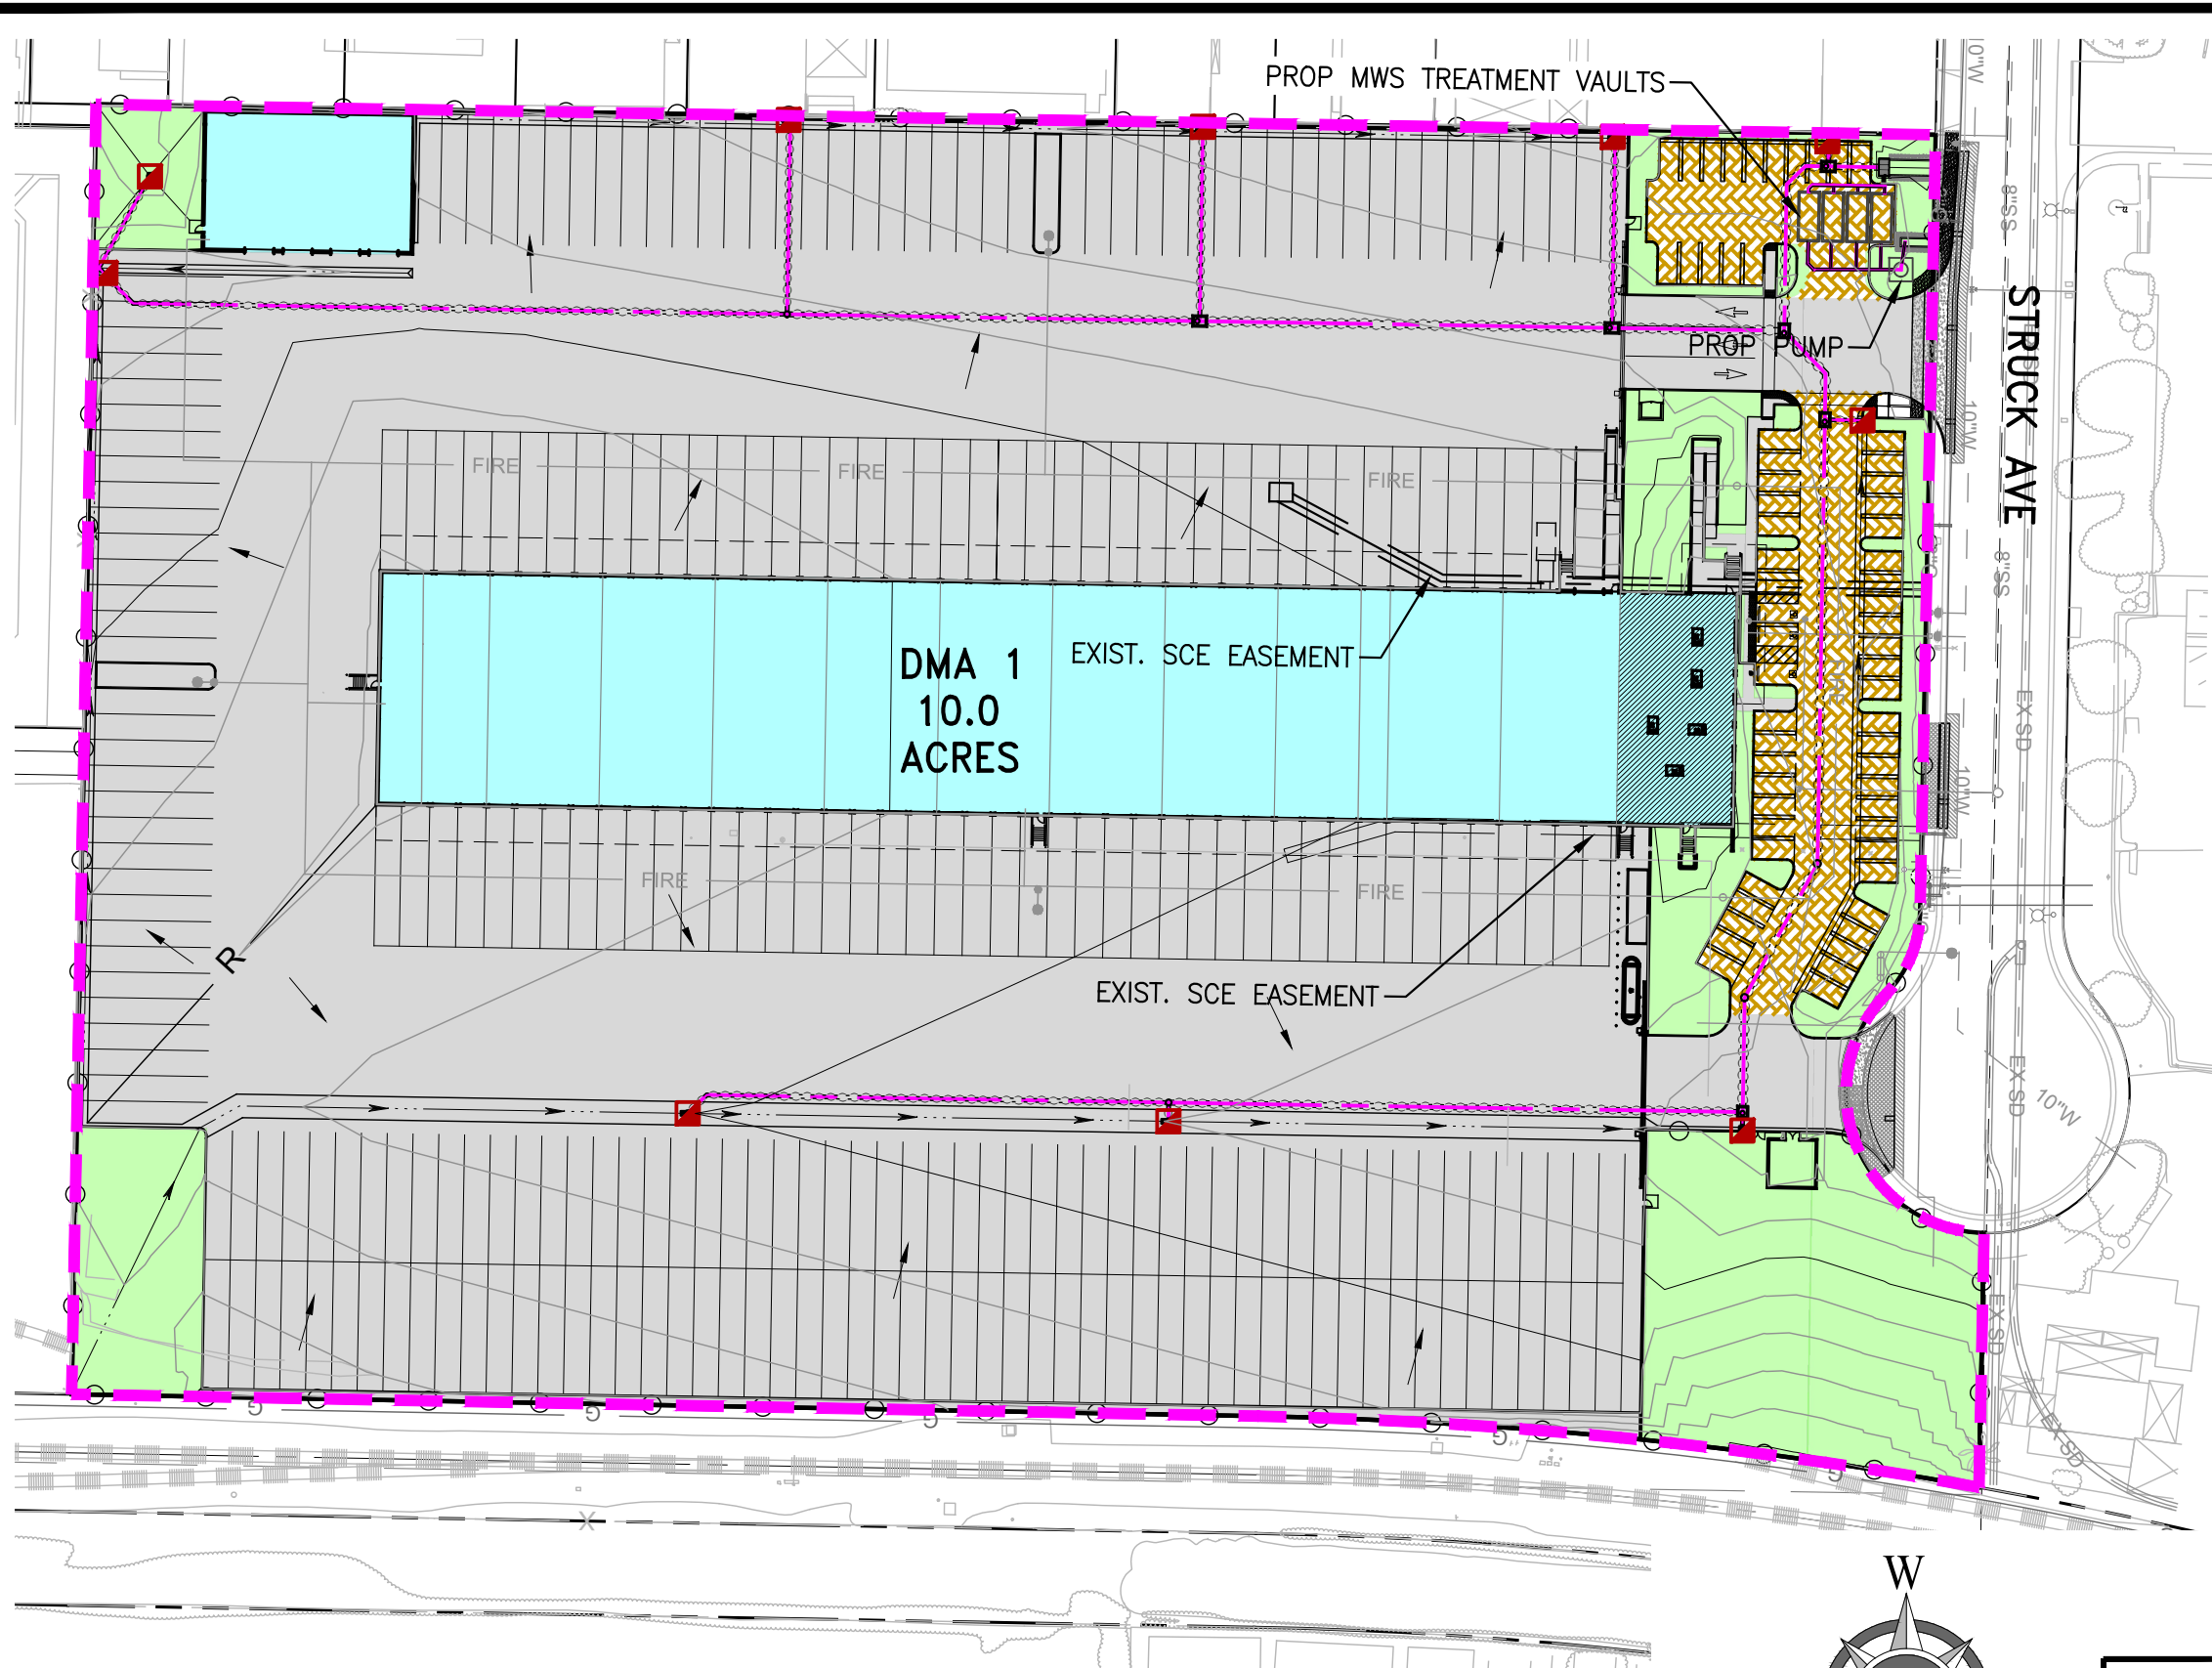 10"W
PROP MWS TREATMENT VAULTS
8"SS
STRUCK AVE
PROP PUMP
10"W
FIRE
FIRE
FIRE
8"SS
EXIST. SCE EASEMENT
DMA 1
10.0
ACRES
EX SD
10"W
FIRE
FIRE
R
EXIST. SCE EASEMENT
EX SD
10"W
EX SD
EX SD
G
G
G
G
G
X
W